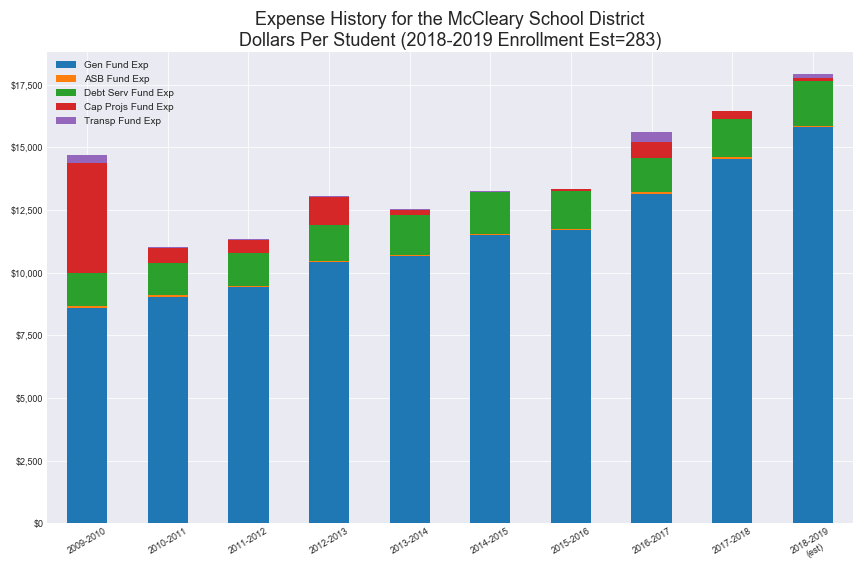 Expense History for the McCleary School District
Dollars Per Student (2018-2019 Enrollment Est=283)
Gen Fund Exp
ASB Fund Exp
Debt Serv Fund Exp
Cap Projs Fund Exp
Transp Fund Exp
$17,500
$15,000
$12,500
$10,000
$7,500
$5,000
$2,500
$0
2009-2010
2010-2011
2011-2012
2012-2013
2013-2014
2014-2015
2015-2016
2016-2017
2017-2018
2018-2019
(est)